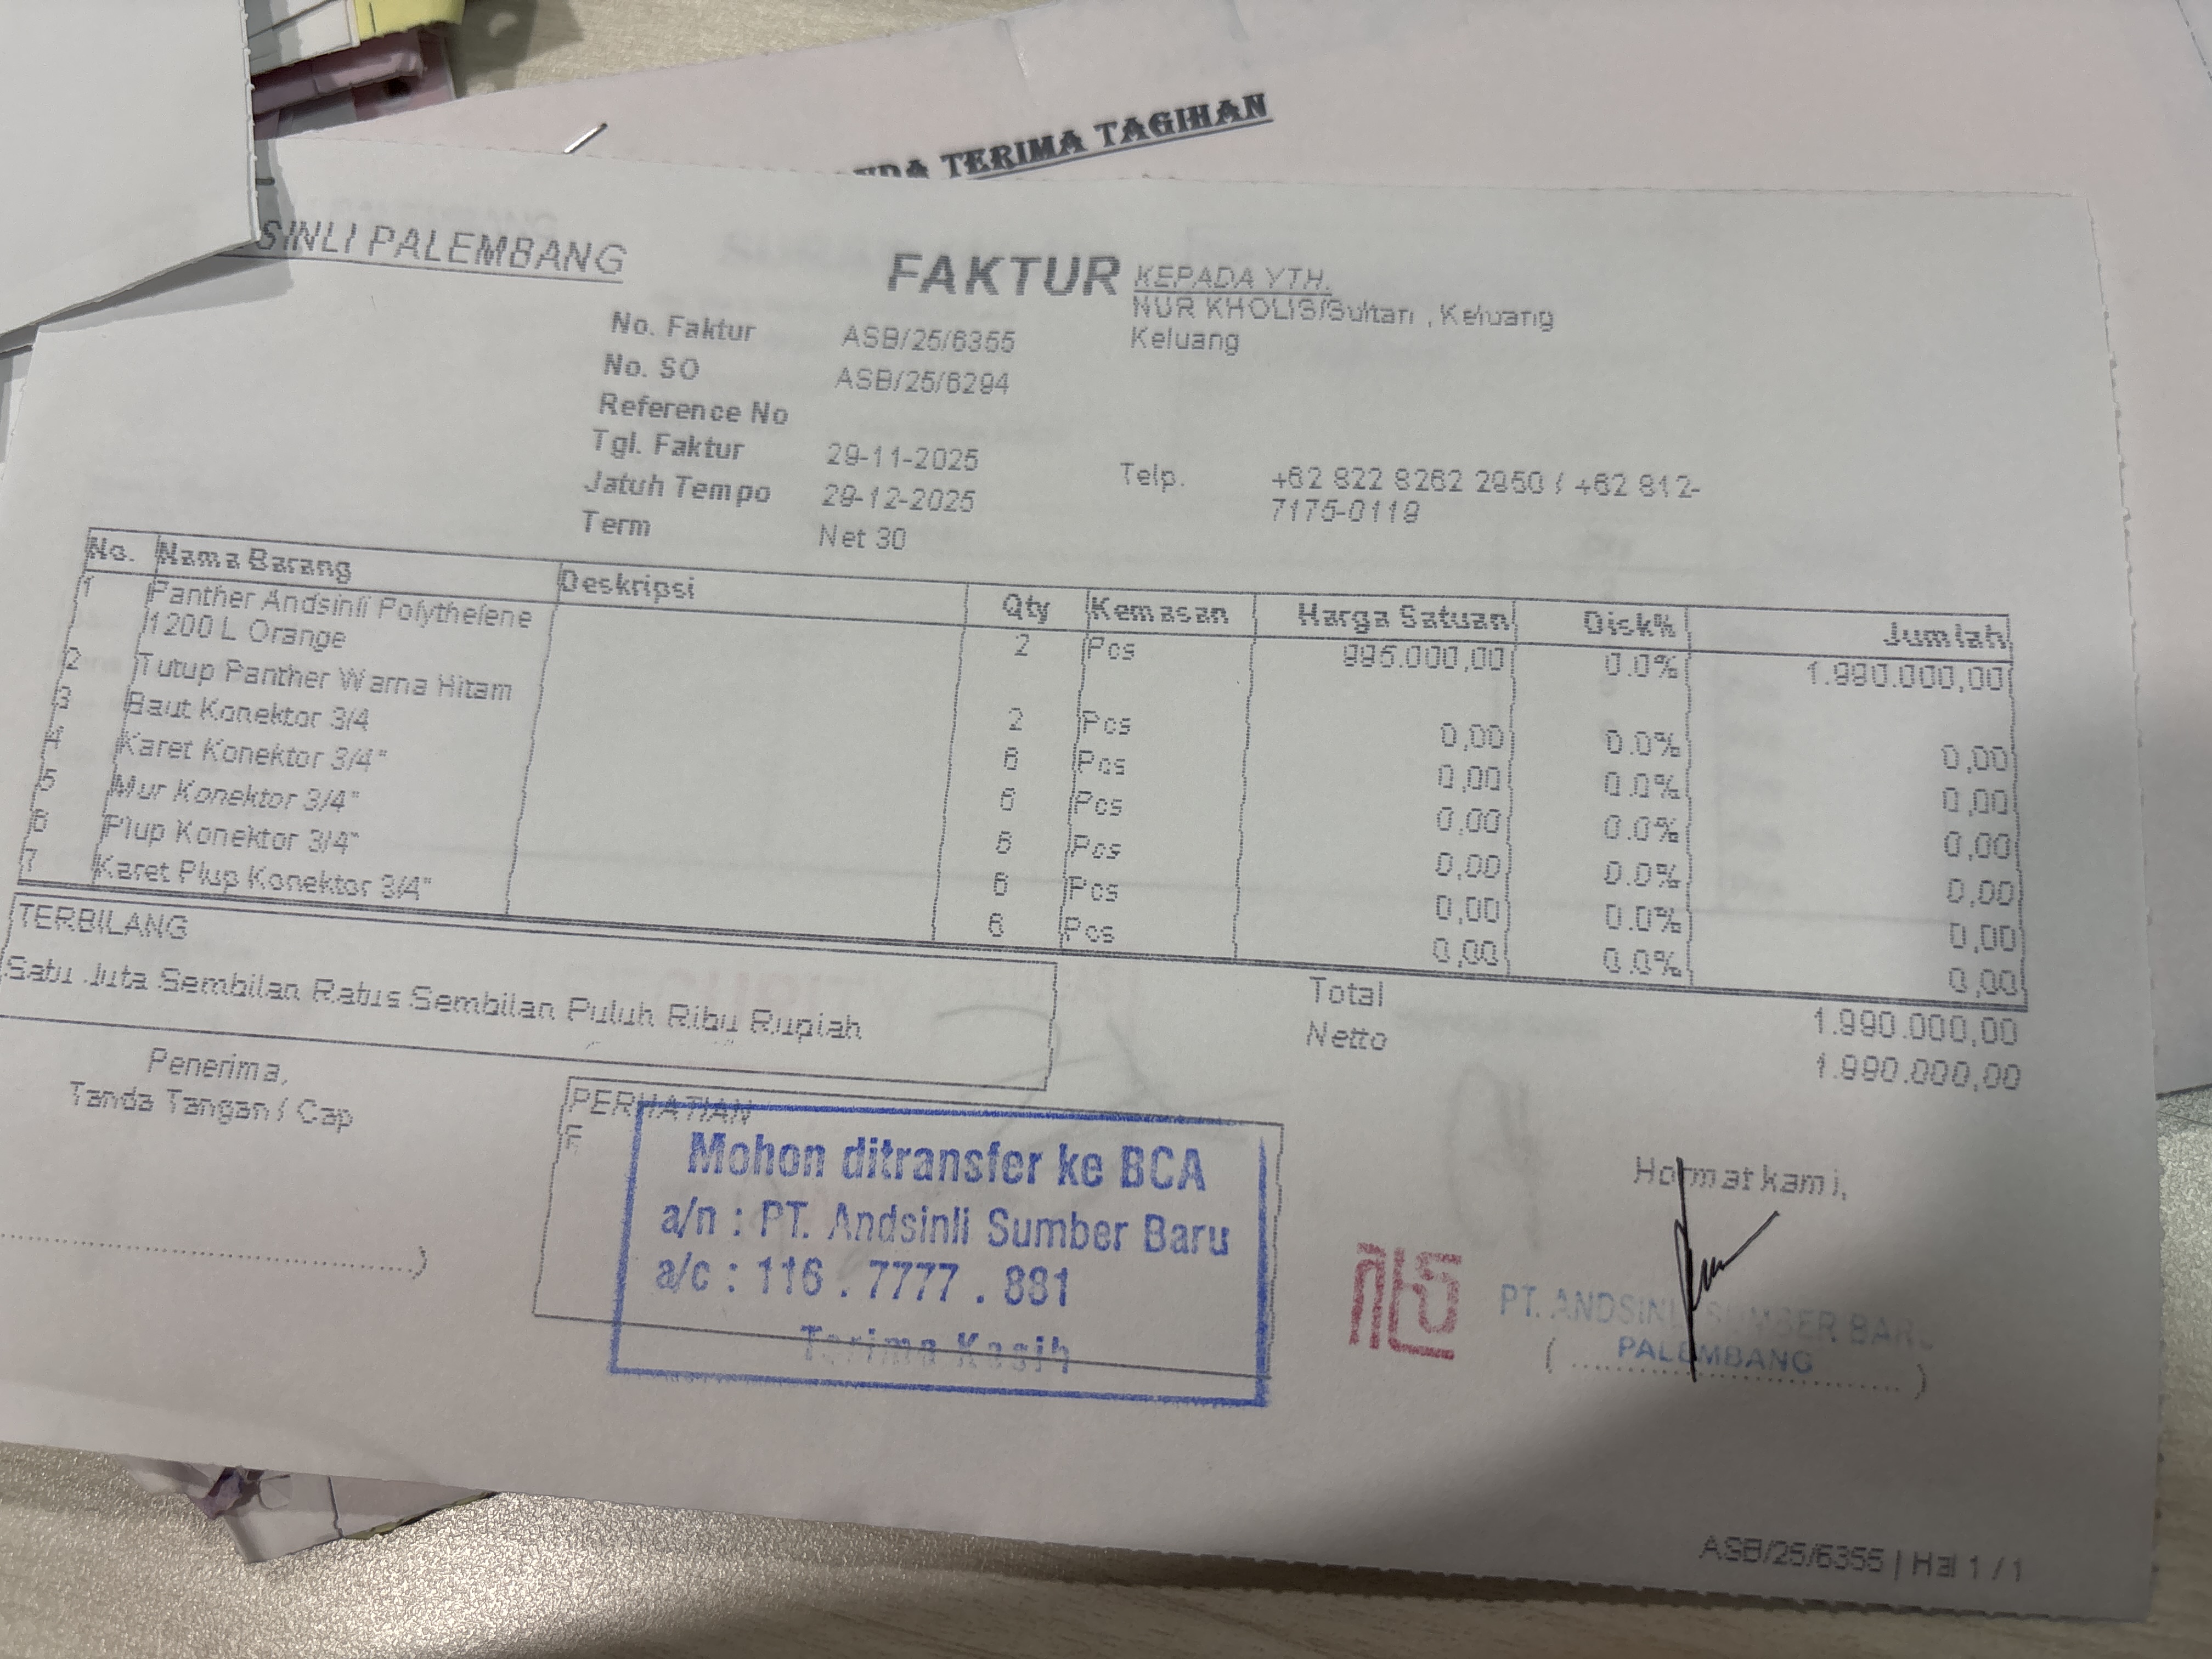 TERIMA TAGIHAN
SINLI PALEMBANG
FAKTUR
KEPADA YTH.
NUR KHOLIS/Sultan , Keluang
Keluang
No. Faktur ASB/25/6355
No. SO ASB/25/6294
Reference No
Tgl. Faktur 29-11-2025
Jatuh Tempo 29-12-2025
Term Net 30
Telp. +62 822 8262 2950 / +62 812-
7175-0119
No. Nama Barang Deskripsi Qty Kemasan Harga Satuan Disk% Jumlah
1 Panther Andsinli Polythelene 2 Pcs 995.000,00 0.0% 1.990.000,00
1200 L Orange
2 Tutup Panther Warna Hitam 2 Pcs 0,00 0.0% 0,00
3 Baut Konektor 3/4 6 Pcs 0,00 0.0% 0,00
4 Karet Konektor 3/4" 6 Pcs 0,00 0.0% 0,00
5 Mur Konektor 3/4" 6 Pcs 0,00 0.0% 0,00
6 Plup Konektor 3/4" 6 Pcs 0,00 0.0% 0,00
7 Karet Plup Konektor 3/4" 6 Pcs 0,00 0.0% 0,00
TERBILANG
Satu Juta Sembilan Ratus Sembilan Puluh Ribu Rupiah
Total 1.990.000,00
Netto 1.990.000,00
Penerima,
Tanda Tangan / Cap
PERHATIAN
Mohon ditransfer ke BCA
a/n : PT. Andsinli Sumber Baru
a/c : 116 . 7777 . 881
Terima Kasih
Hormat kami,
PT. ANDSINLI SUMBER BARU
PALEMBANG
ASB/25/6355 | Hal 1 / 1